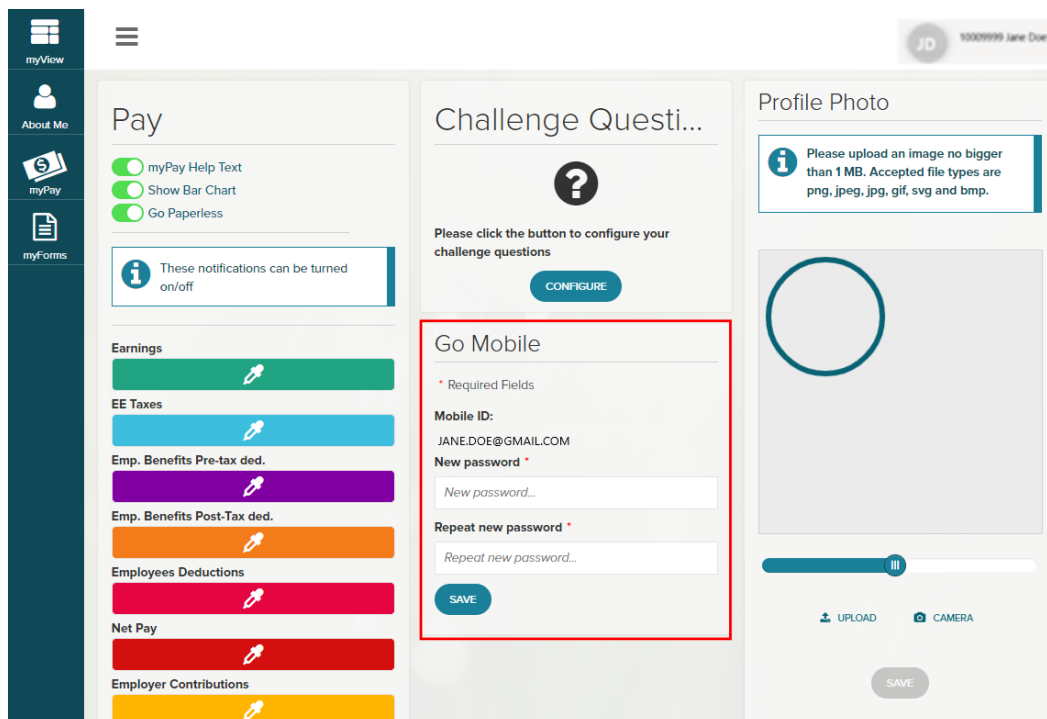 myView
About Me
myPay
myForms
JD
10009999 Jane Doe
Pay
myPay Help Text
Show Bar Chart
Go Paperless
These notifications can be turned
on/off
Earnings
EE Taxes
Emp. Benefits Pre-tax ded.
Emp. Benefits Post-Tax ded.
Employees Deductions
Net Pay
Employer Contributions
Challenge Questi...
Please click the button to configure your
challenge questions
CONFIGURE
Go Mobile
* Required Fields
Mobile ID:
JANE.DOE@GMAIL.COM
New password *
New password...
Repeat new password *
Repeat new password...
SAVE
Profile Photo
Please upload an image no bigger
than 1 MB. Accepted file types are
png, jpeg, jpg, gif, svg and bmp.
UPLOAD
CAMERA
SAVE